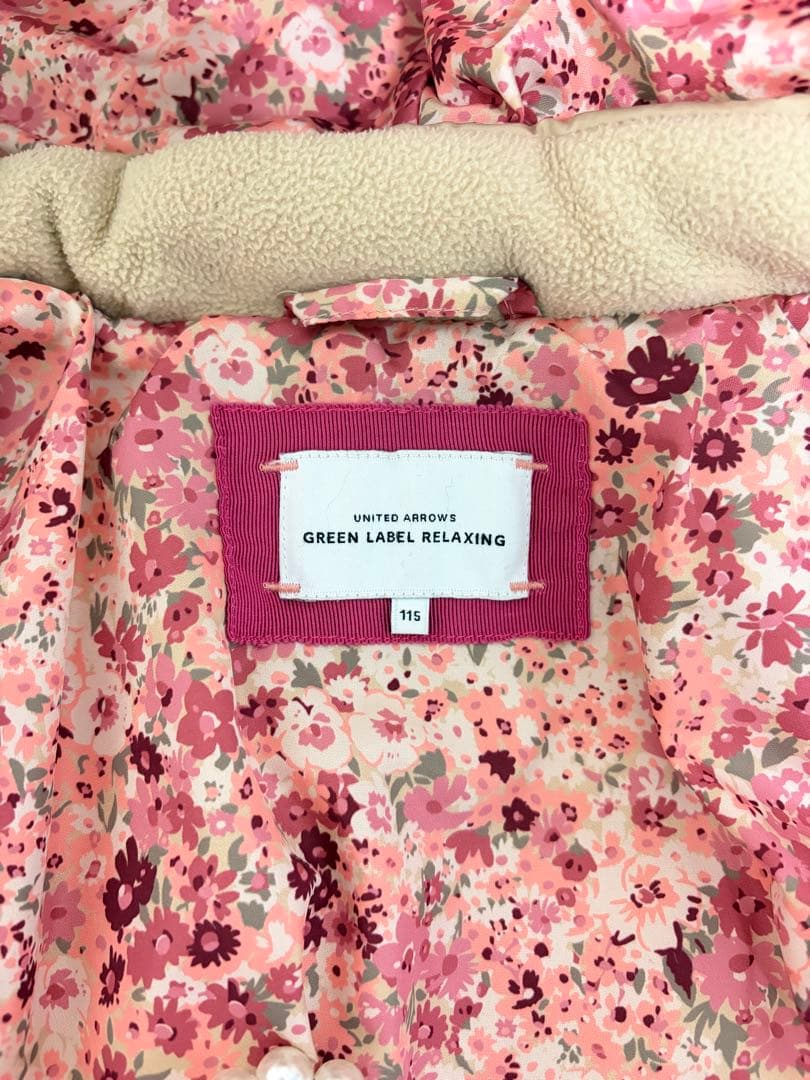 UNITED ARROWS
GREEN LABEL RELAXING
115